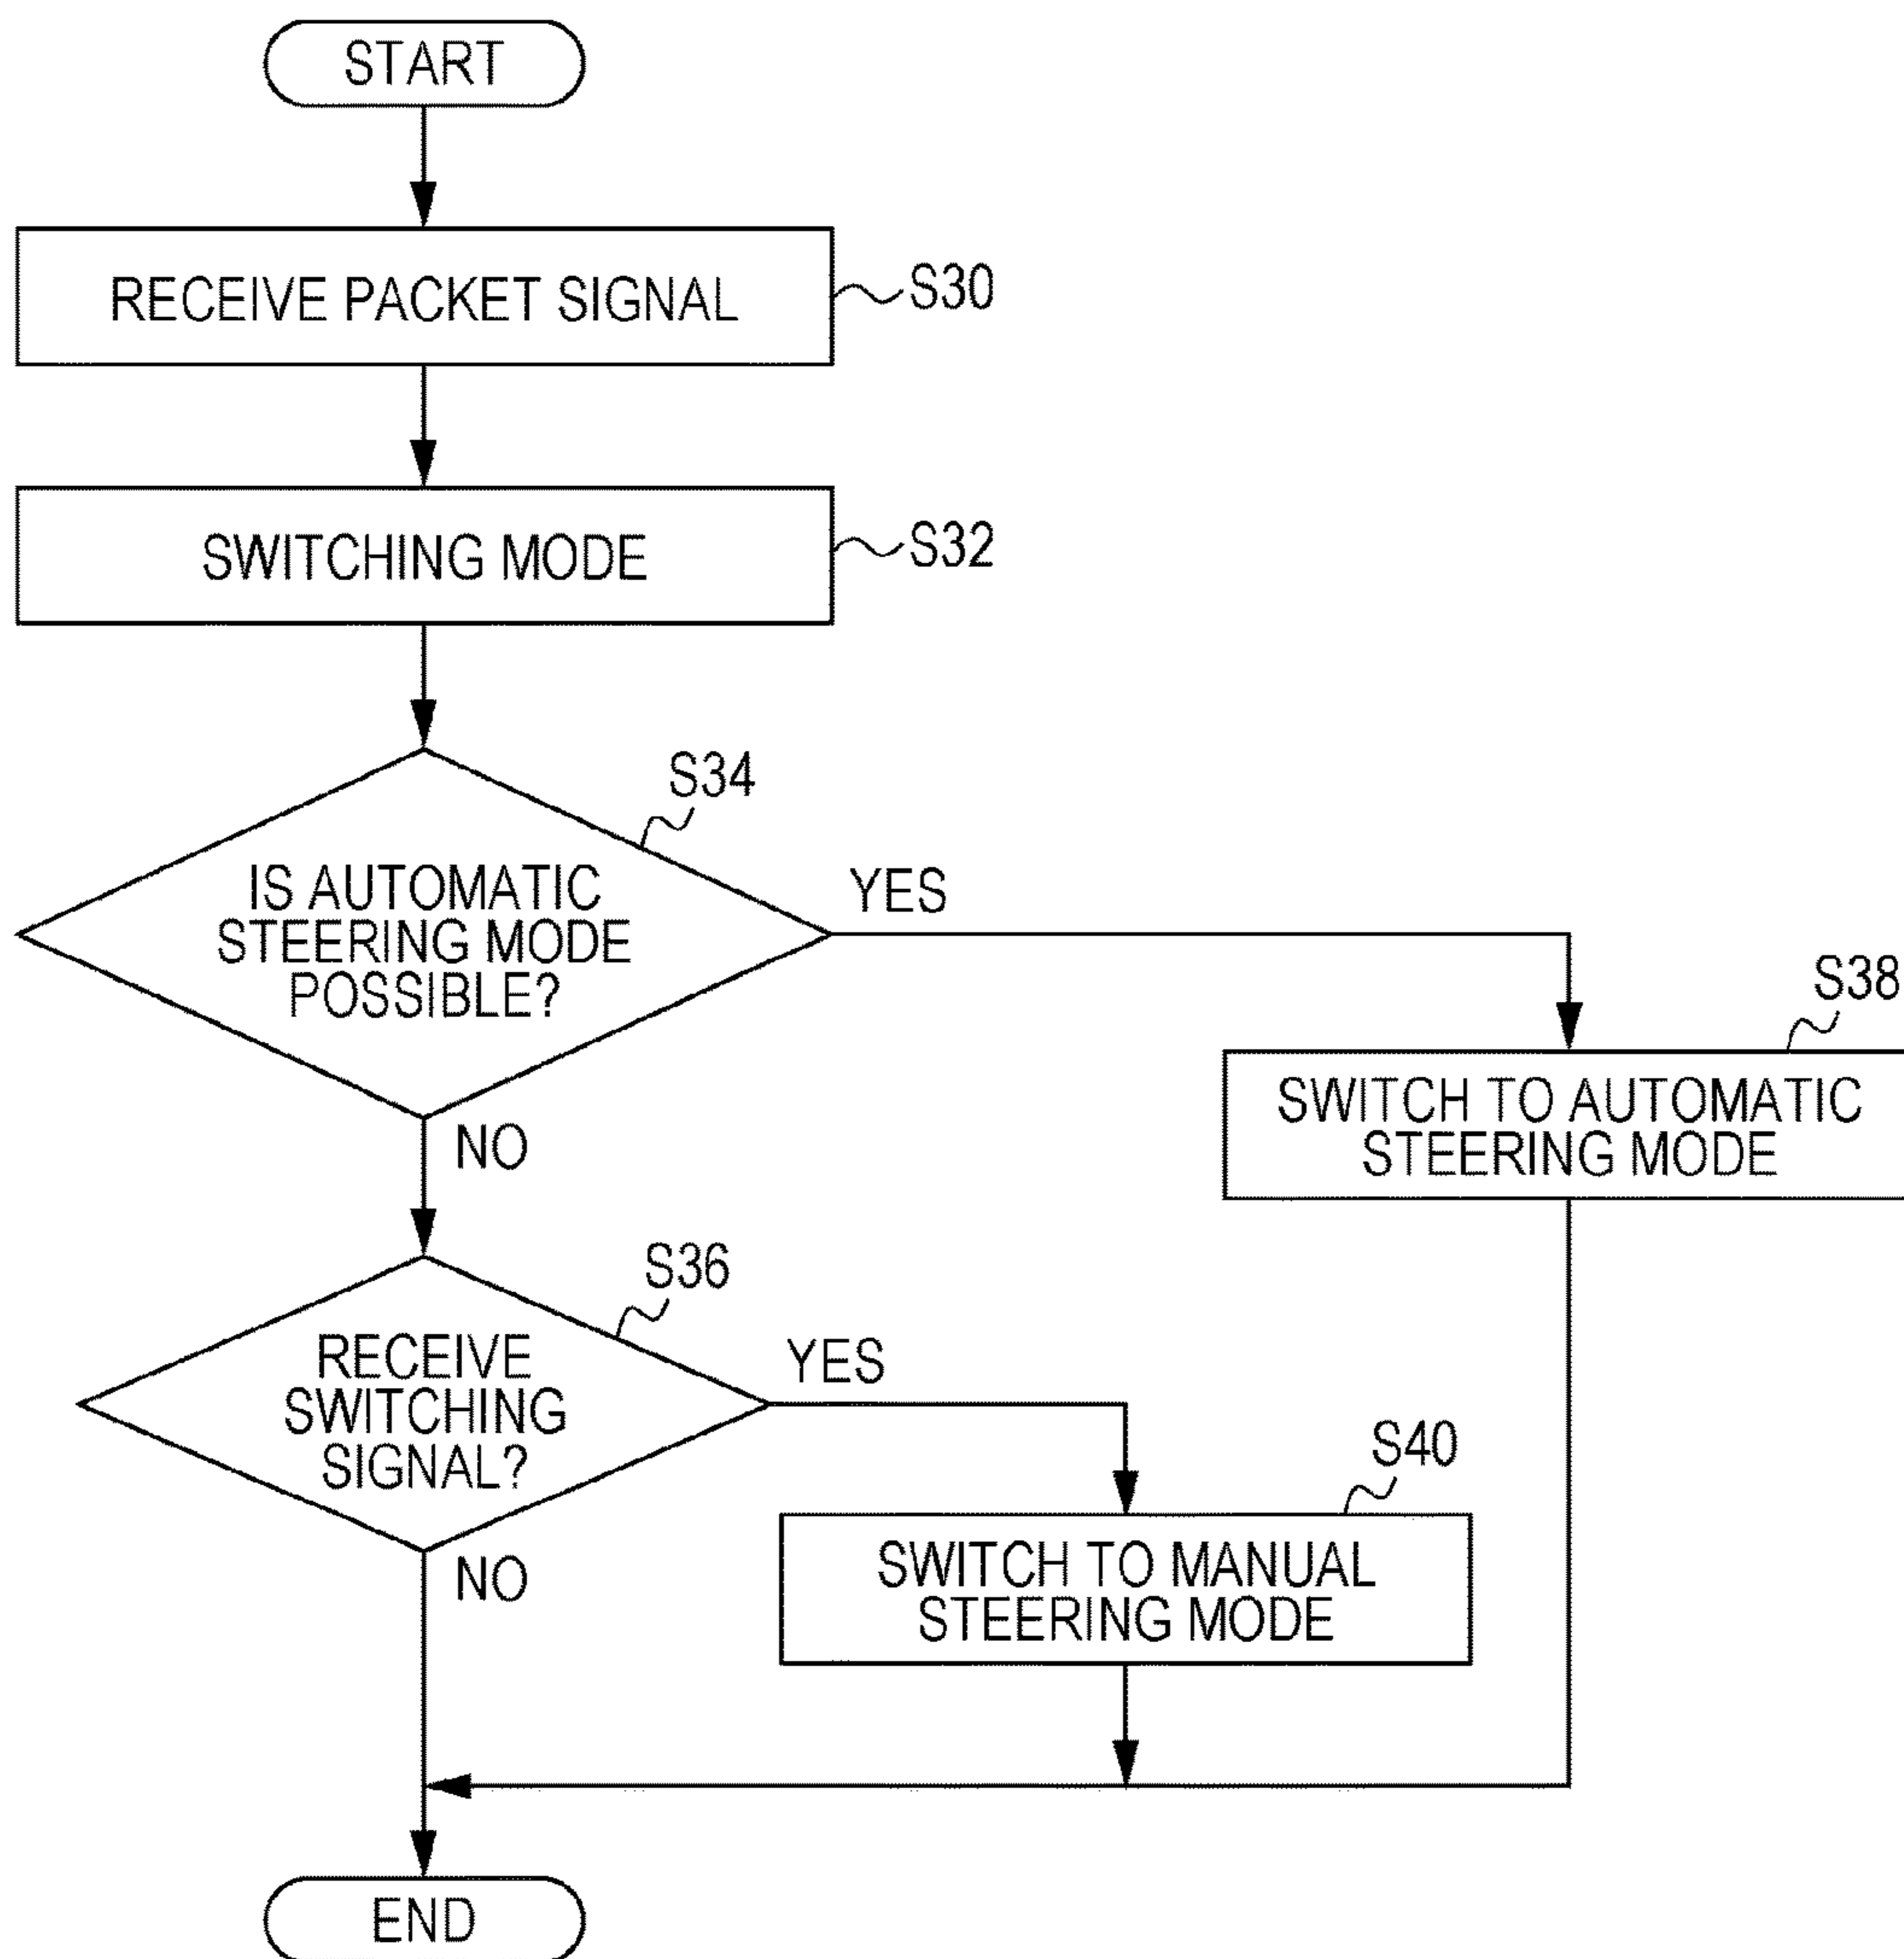 START
RECEIVE PACKET SIGNAL
S30
SWITCHING MODE
S32
S34
IS AUTOMATIC
STEERING MODE
POSSIBLE?
YES
NO
S38
SWITCH TO AUTOMATIC
STEERING MODE
S36
RECEIVE
SWITCHING
SIGNAL?
YES
NO
S40
SWITCH TO MANUAL
STEERING MODE
END